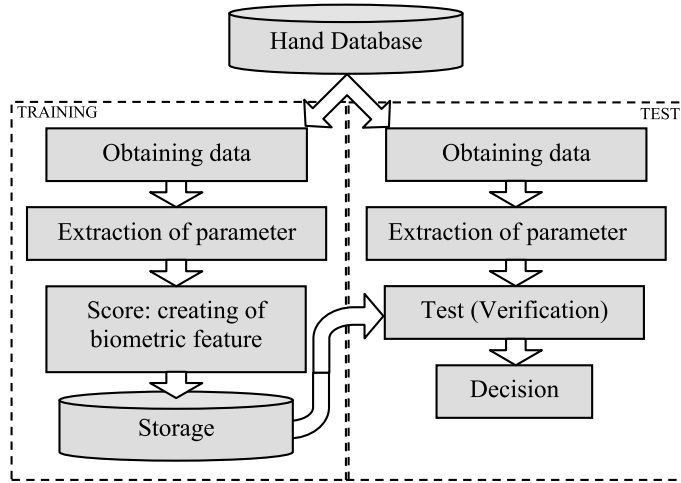 Hand Database
TRAINING
TEST
Obtaining data
Obtaining data
Extraction of parameter
Extraction of parameter
Score: creating of
biometric feature
Test (Verification)
Storage
Decision